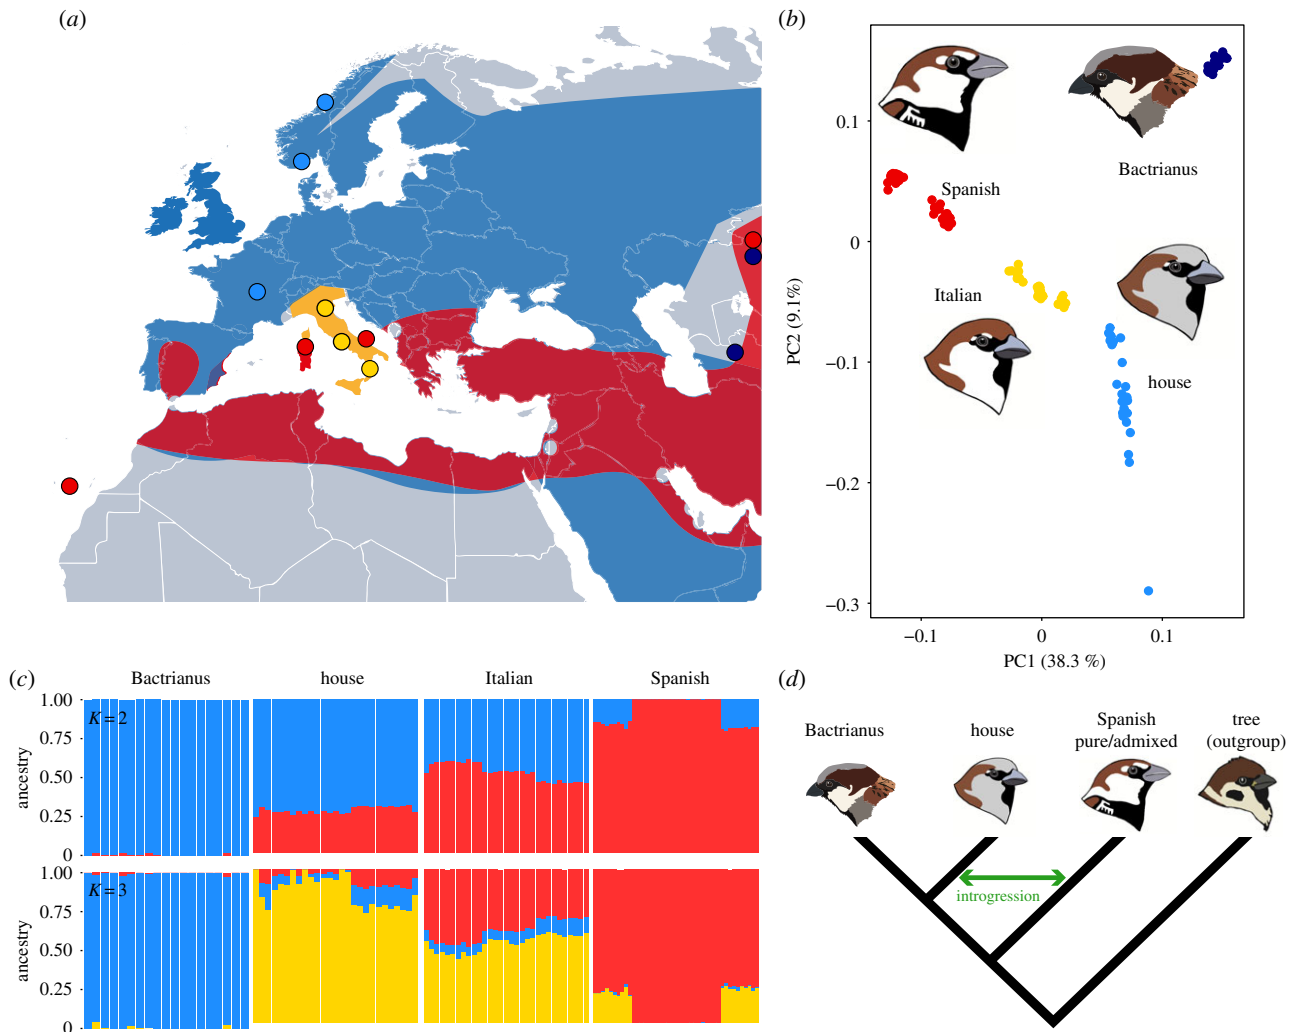 (a)
(b)
0.1
0
−0.1
−0.2
−0.3
PC2 (9.1%)
Spanish
Bactrianus
Italian
house
−0.1
0
0.1
PC1 (38.3 %)
(c)
Bactrianus
house
Italian
Spanish
1.00
0.75
0.50
0.25
0
ancestry
K = 2
1.00
0.75
0.50
0.25
0
ancestry
K = 3
(d)
Bactrianus
house
Spanish
pure/admixed
tree
(outgroup)
introgression